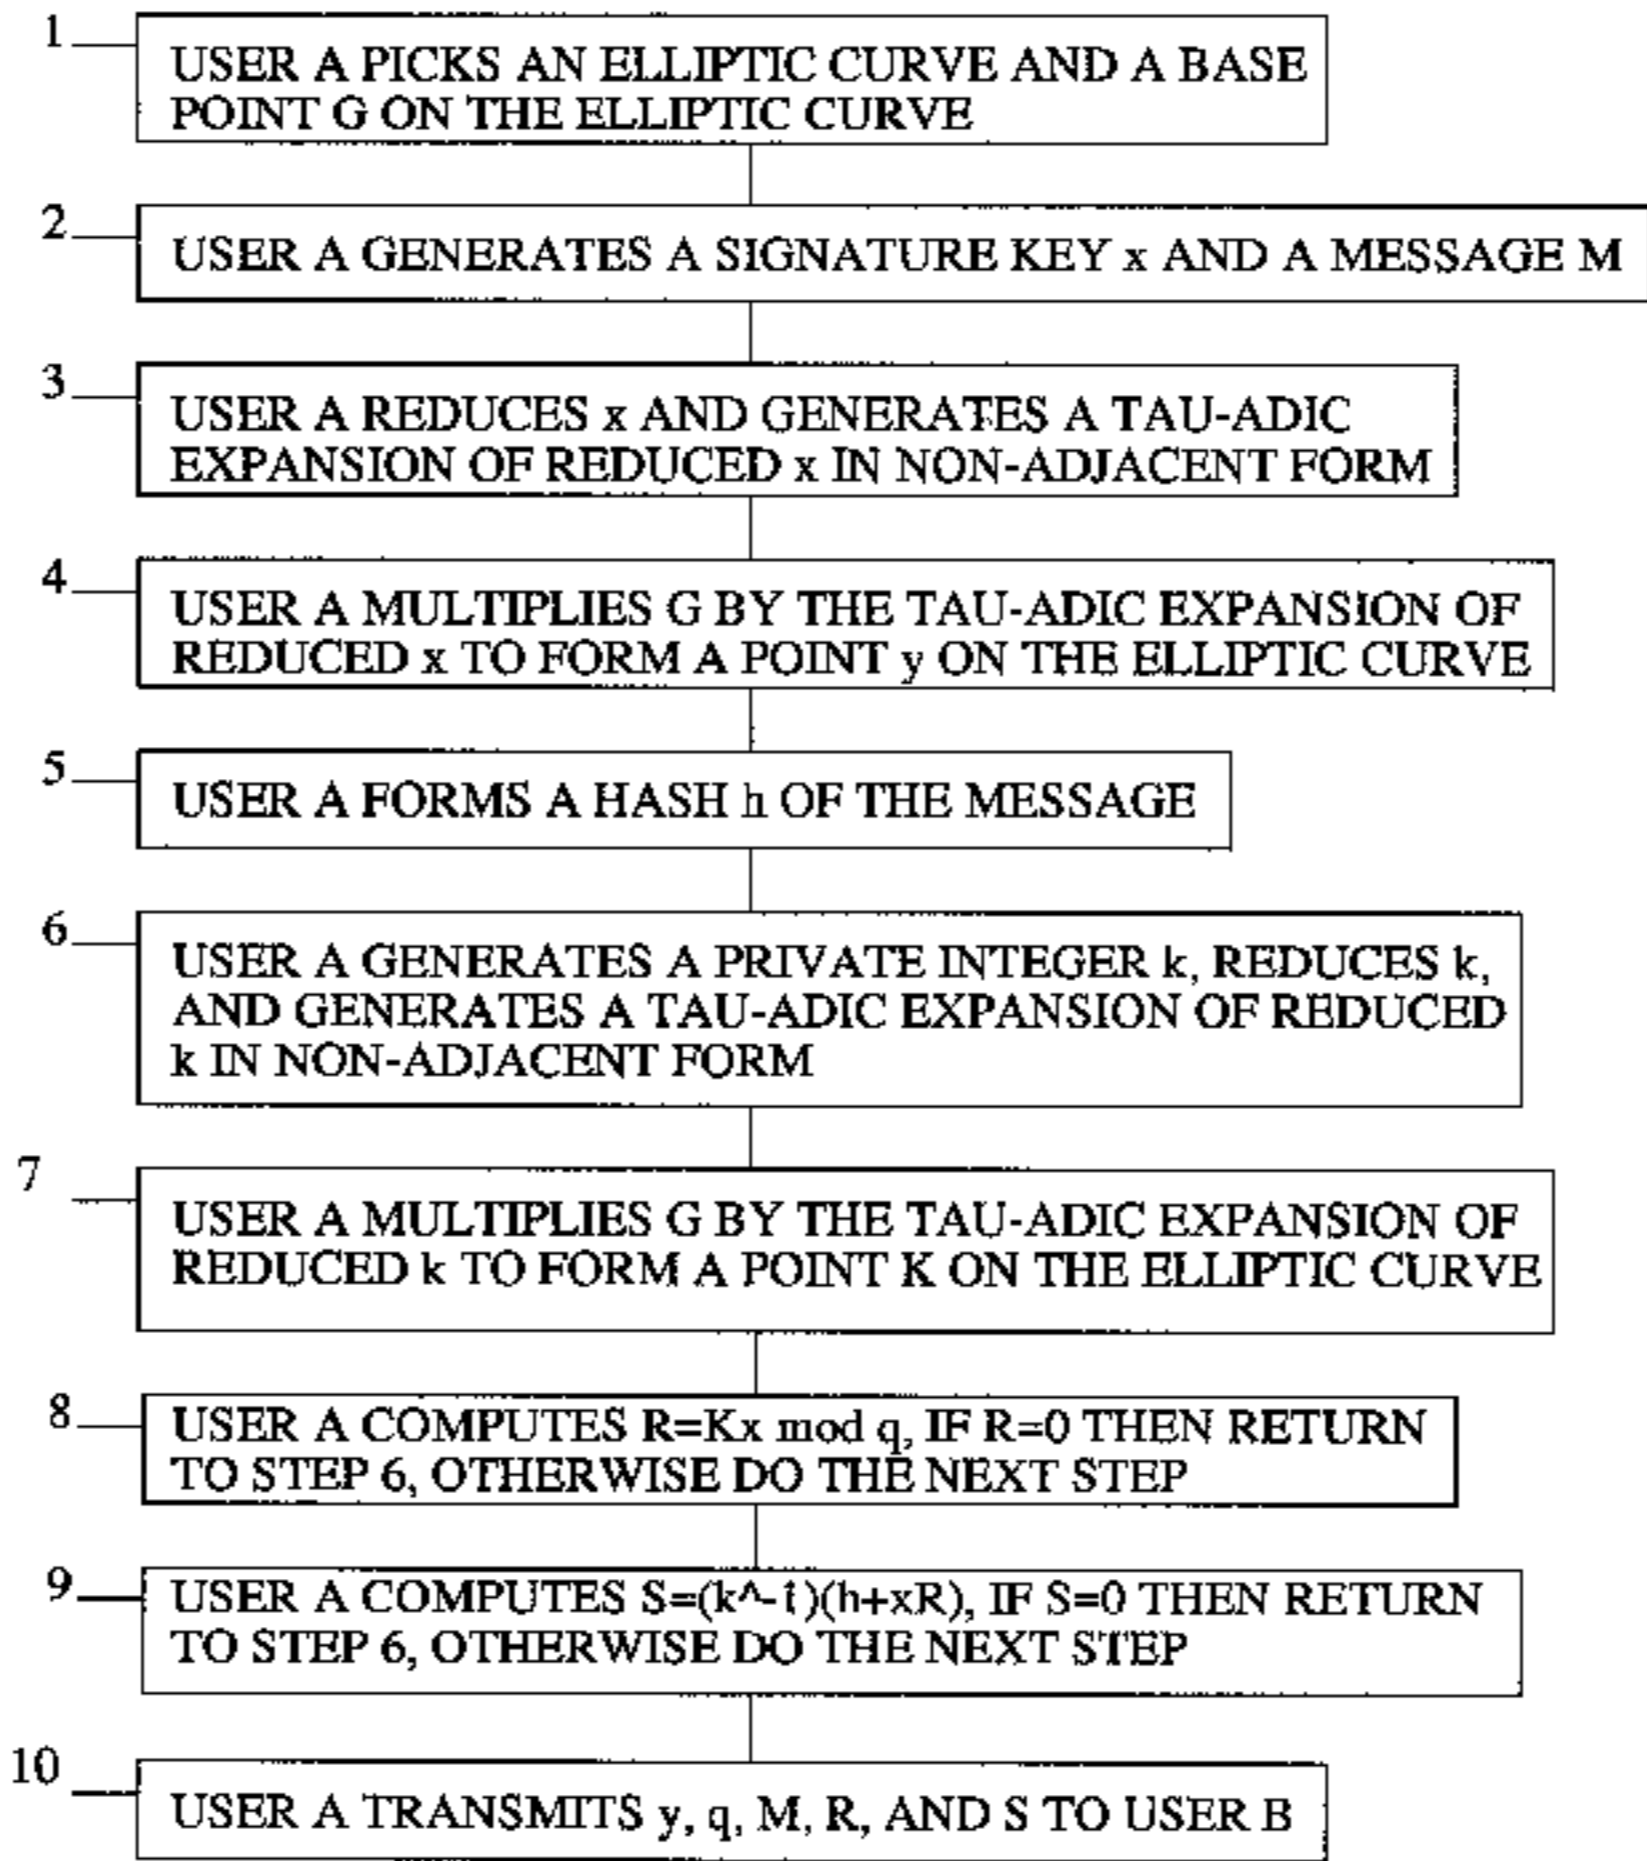 1
USER A PICKS AN ELLIPTIC CURVE AND A BASE
POINT G ON THE ELLIPTIC CURVE
2
USER A GENERATES A SIGNATURE KEY x AND A MESSAGE M
3
USER A REDUCES x AND GENERATES A TAU-ADIC
EXPANSION OF REDUCED x IN NON-ADJACENT FORM
4
USER A MULTIPLIES G BY THE TAU-ADIC EXPANSION OF
REDUCED x TO FORM A POINT y ON THE ELLIPTIC CURVE
5
USER A FORMS A HASH h OF THE MESSAGE
6
USER A GENERATES A PRIVATE INTEGER k, REDUCES k,
AND GENERATES A TAU-ADIC EXPANSION OF REDUCED
k IN NON-ADJACENT FORM
7
USER A MULTIPLIES G BY THE TAU-ADIC EXPANSION OF
REDUCED k TO FORM A POINT K ON THE ELLIPTIC CURVE
8
USER A COMPUTES R=Kx mod q, IF R=0 THEN RETURN
TO STEP 6, OTHERWISE DO THE NEXT STEP
9
USER A COMPUTES S=(k^-1)(h+xR), IF S=0 THEN RETURN
TO STEP 6, OTHERWISE DO THE NEXT STEP
10
USER A TRANSMITS y, q, M, R, AND S TO USER B